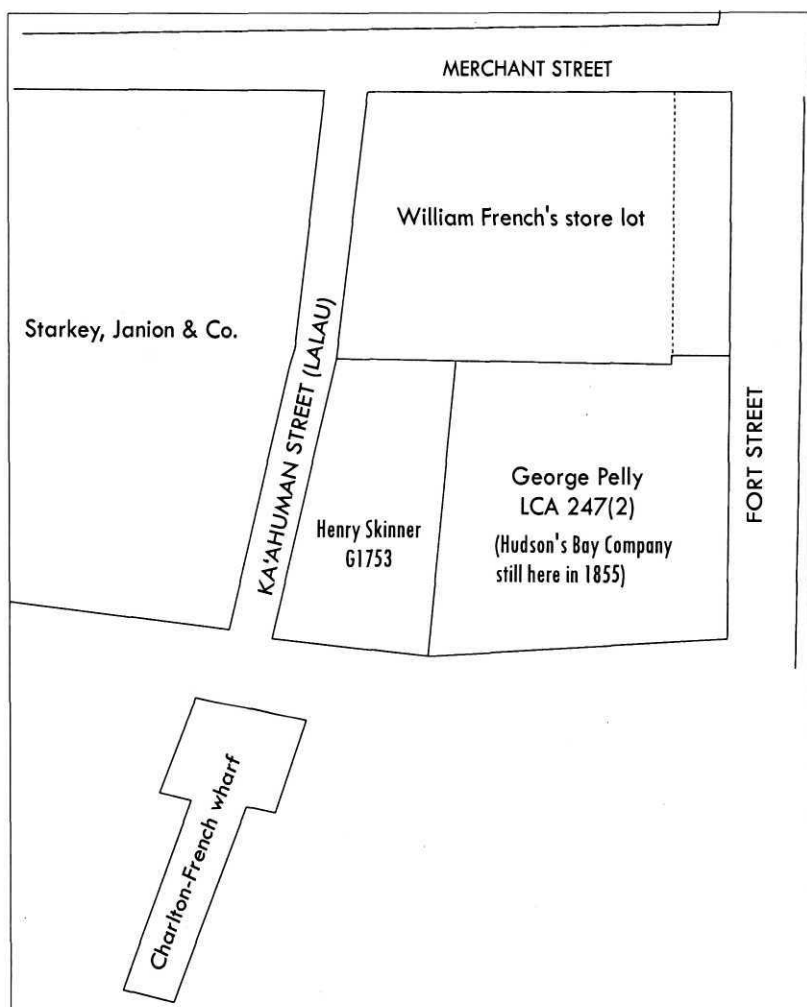 MERCHANT STREET
William French's store lot
Starkey, Janion & Co.
KA'AHUMAN STREET (LALAU)
FORT STREET
George Pelly
LCA 247(2)
(Hudson's Bay Company
still here in 1855)
Henry Skinner
G1753
Charlton-French wharf